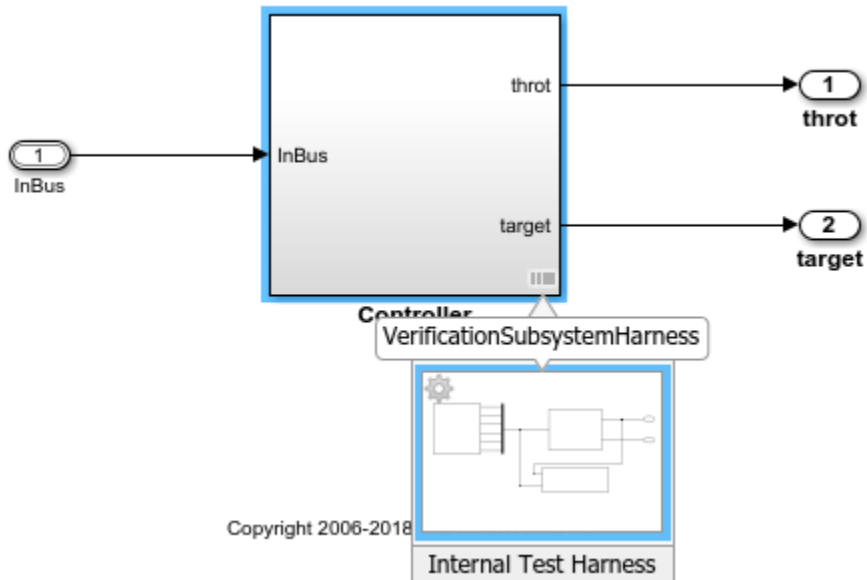 throt
1
throt
1
InBus
InBus
target
2
target
Controller
VerificationSubsystemHarness
Copyright 2006-2018
Internal Test Harness